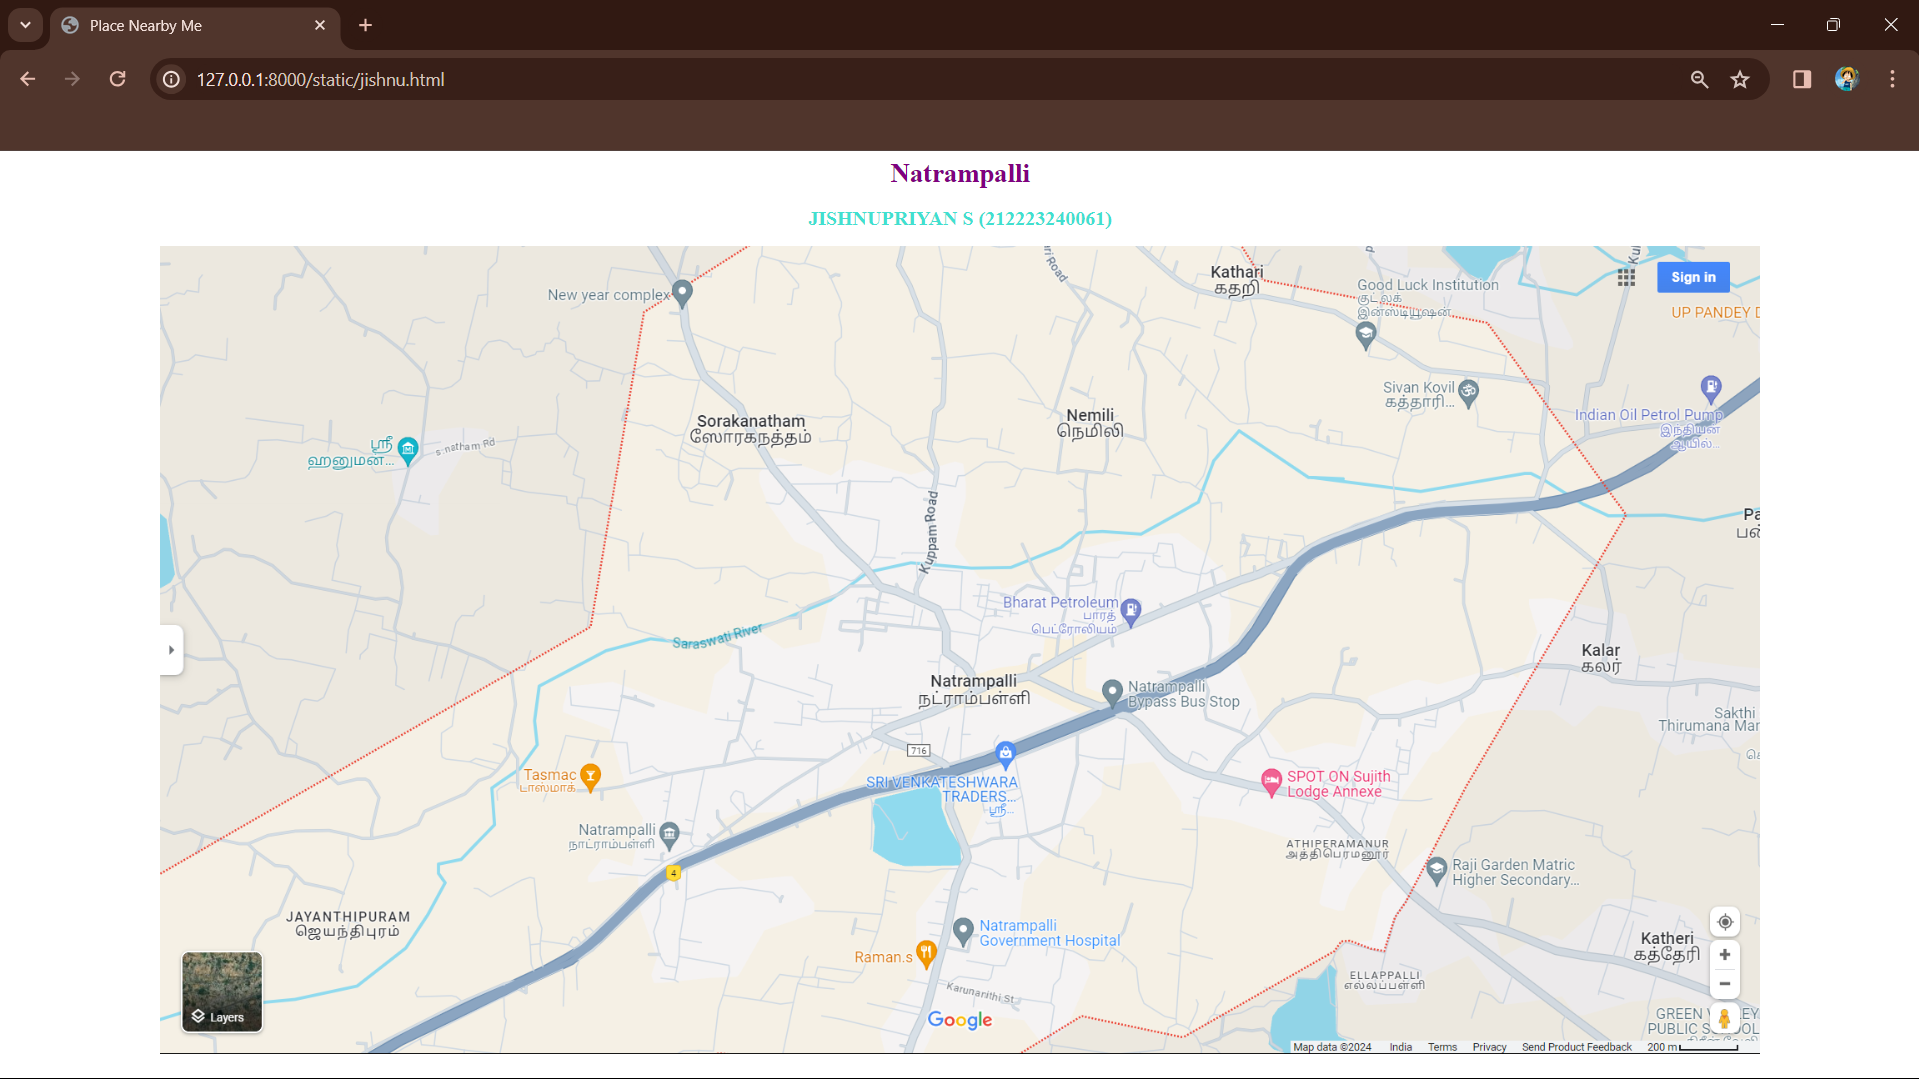 Place Nearby Me
127.0.0.1:8000/static/jishnu.html
Natrampalli
JISHNUPRIYAN S (212223240061)
ri Road
Kathari
கதறி
Good Luck Institution
குட் லக்
இன்ஸ்டிடியூஷன்
Sign in
UP PANDEY D
New year complex
Sivan Kovil
கத்தாரி...
Indian Oil Petrol Pump
இந்தியன்
ஆயில்...
Sorakanatham
ஸோரகநத்தம்
Nemili
நெமிலி
ஸ்ரீ
ஹனுமன்...
s-natham Rd
Kuppam Road
Pa
Bharat Petroleum
பாரத்
பெட்ரோலியம்
Saraswati River
Kalar
கலர்
Natrampalli
நட்ராம்பள்ளி
Natrampalli
Bypass Bus Stop
Sakthi
Thirumana Mar
716
Tasmac
டாஸ்மாக்
SRI VENKATESHWARA
TRADERS...
ஸ்ரீ...
SPOT ON Sujith
Lodge Annexe
Natrampalli
நாட்ராம்பள்ளி
4
ATHIPERAMANUR
அத்திபெரமனூர்
Raji Garden Matric
Higher Secondary...
JAYANTHIPURAM
ஜெயந்திபுரம்
Natrampalli
Government Hospital
Raman.s
Katheri
கத்தேரி
ELLAPPALLI
எல்லப்பள்ளி
Karunanithi St
Layers
Google
GREEN V
EY
PUBLIC S
OOL
Map data ©2024 India Terms Privacy Send Product Feedback 200 m